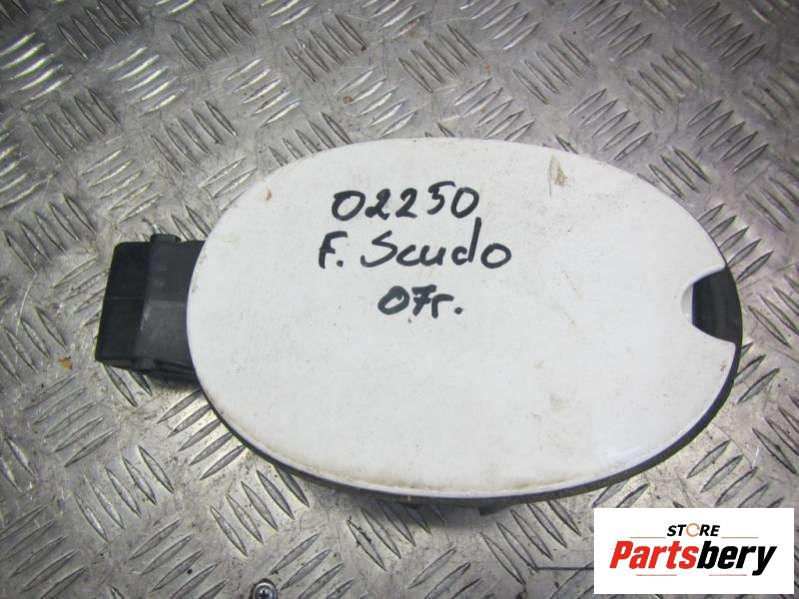 02250
F. Scudo
07r.
STORE
Partsbery